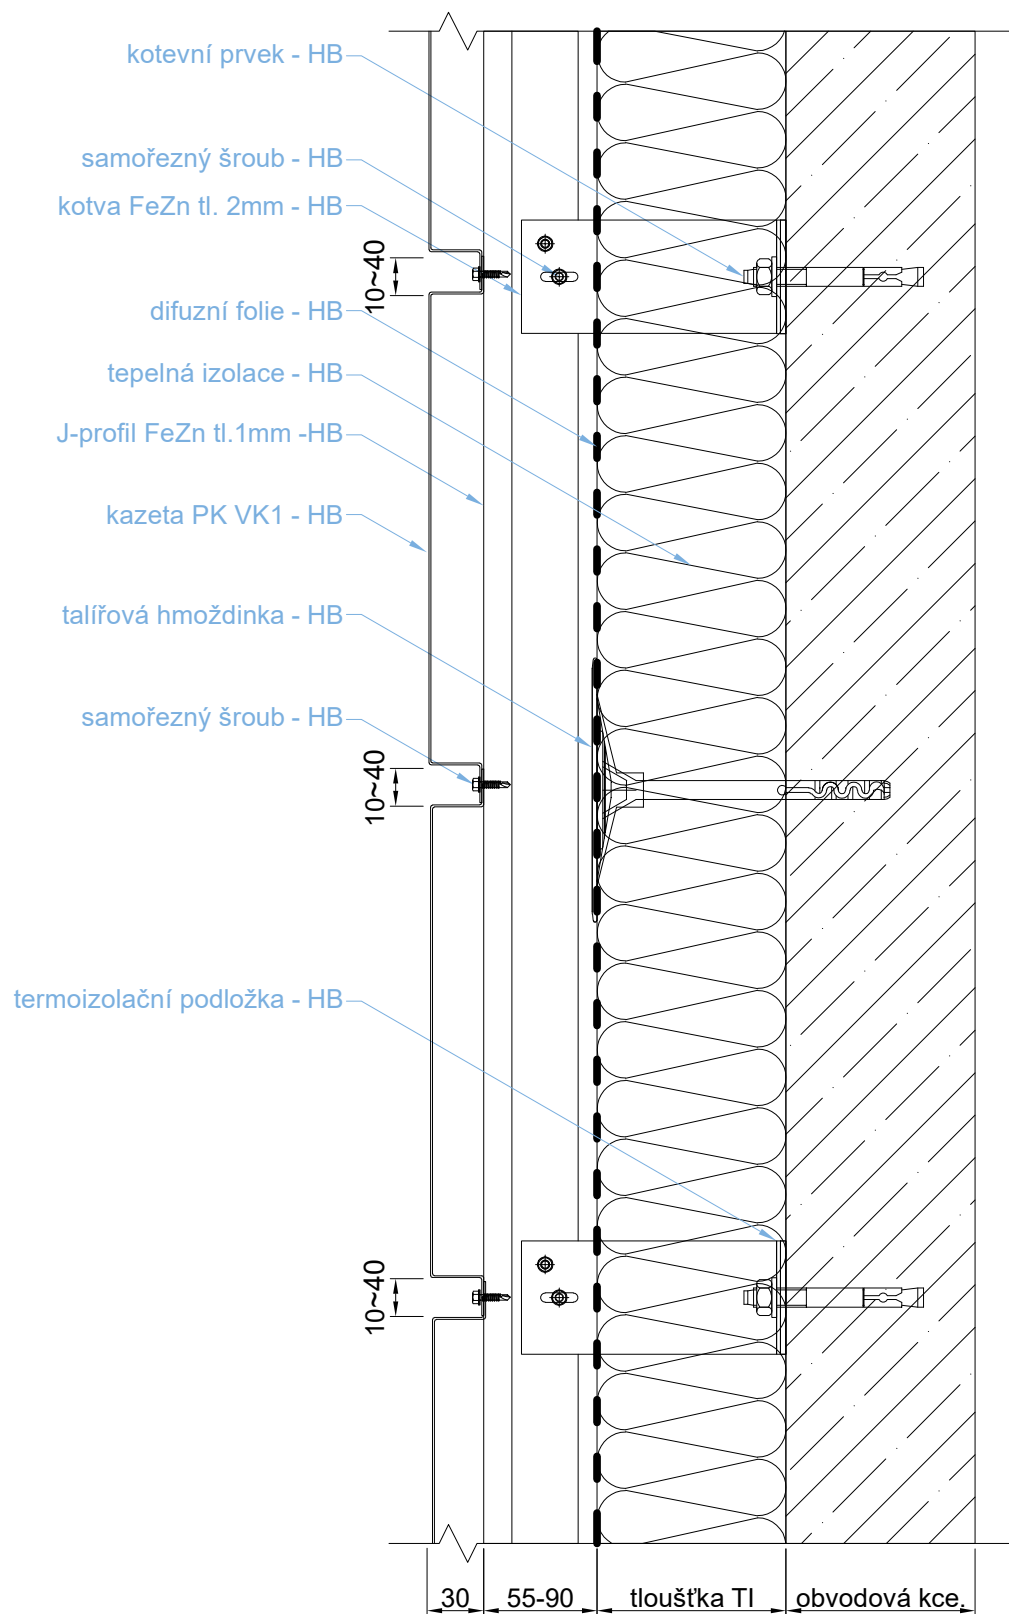 kotevní prvek - HB
samořezný šroub - HB
kotva FeZn tl. 2mm - HB
10~40
difuzní folie - HB
tepelná izolace - HB
J-profil FeZn tl.1mm -HB
kazeta PK VK1 - HB
talířová hmoždinka - HB
samořezný šroub - HB
10~40
termoizolační podložka - HB
10~40
30
55-90
tloušťka TI
obvodová kce.